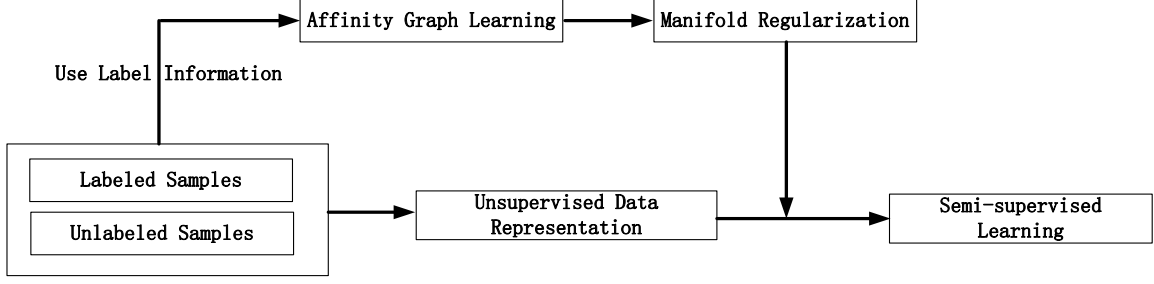 Affinity Graph Learning
Manifold Regularization
Use Label Information
Labeled Samples
Unlabeled Samples
Unsupervised Data
Representation
Semi-supervised
Learning